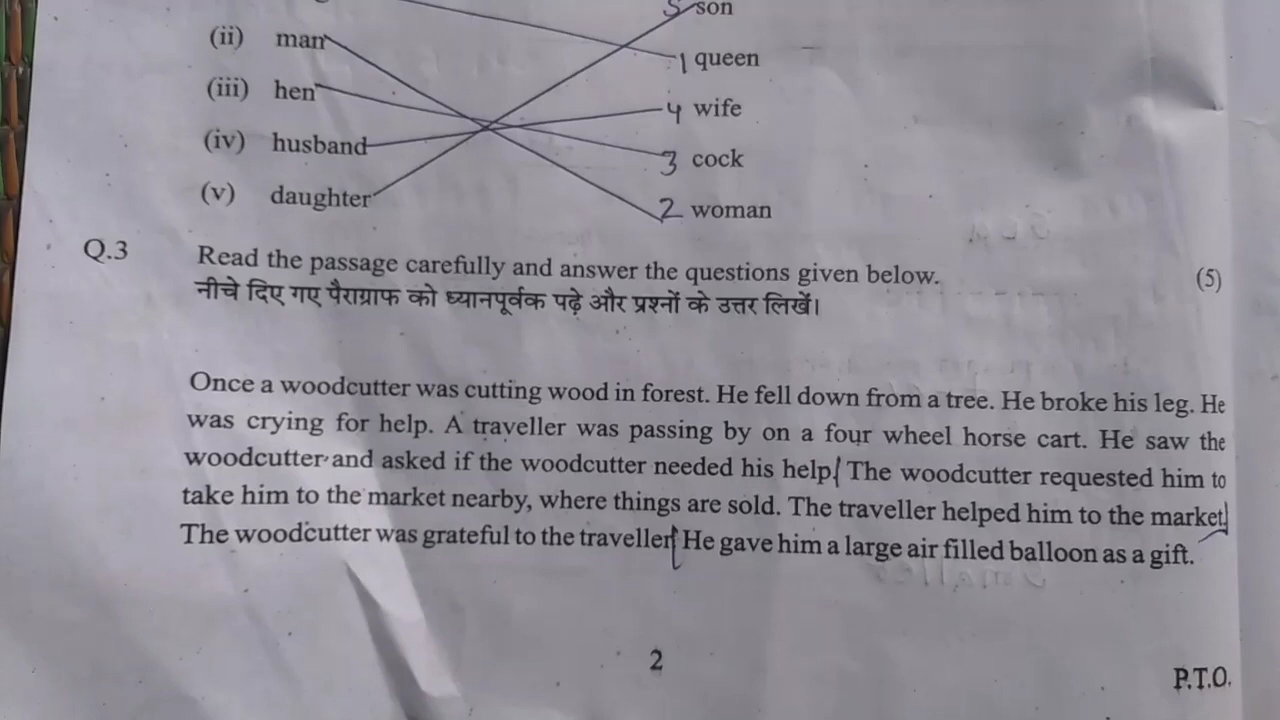 5 son
(ii) man 1 queen
(iii) hen 4 wife
(iv) husband 3 cock
(v) daughter 2 woman
Q.3 Read the passage carefully and answer the questions given below. (5)
नीचे दिए गए पैराग्राफ को ध्यानपूर्वक पढ़े और प्रश्नों के उत्तर लिखें।
Once a woodcutter was cutting wood in forest. He fell down from a tree. He broke his leg. He
was crying for help. A traveller was passing by on a four wheel horse cart. He saw the
woodcutter and asked if the woodcutter needed his help. The woodcutter requested him to
take him to the market nearby, where things are sold. The traveller helped him to the market.
The woodcutter was grateful to the traveller. He gave him a large air filled balloon as a gift.
2
P.T.O.